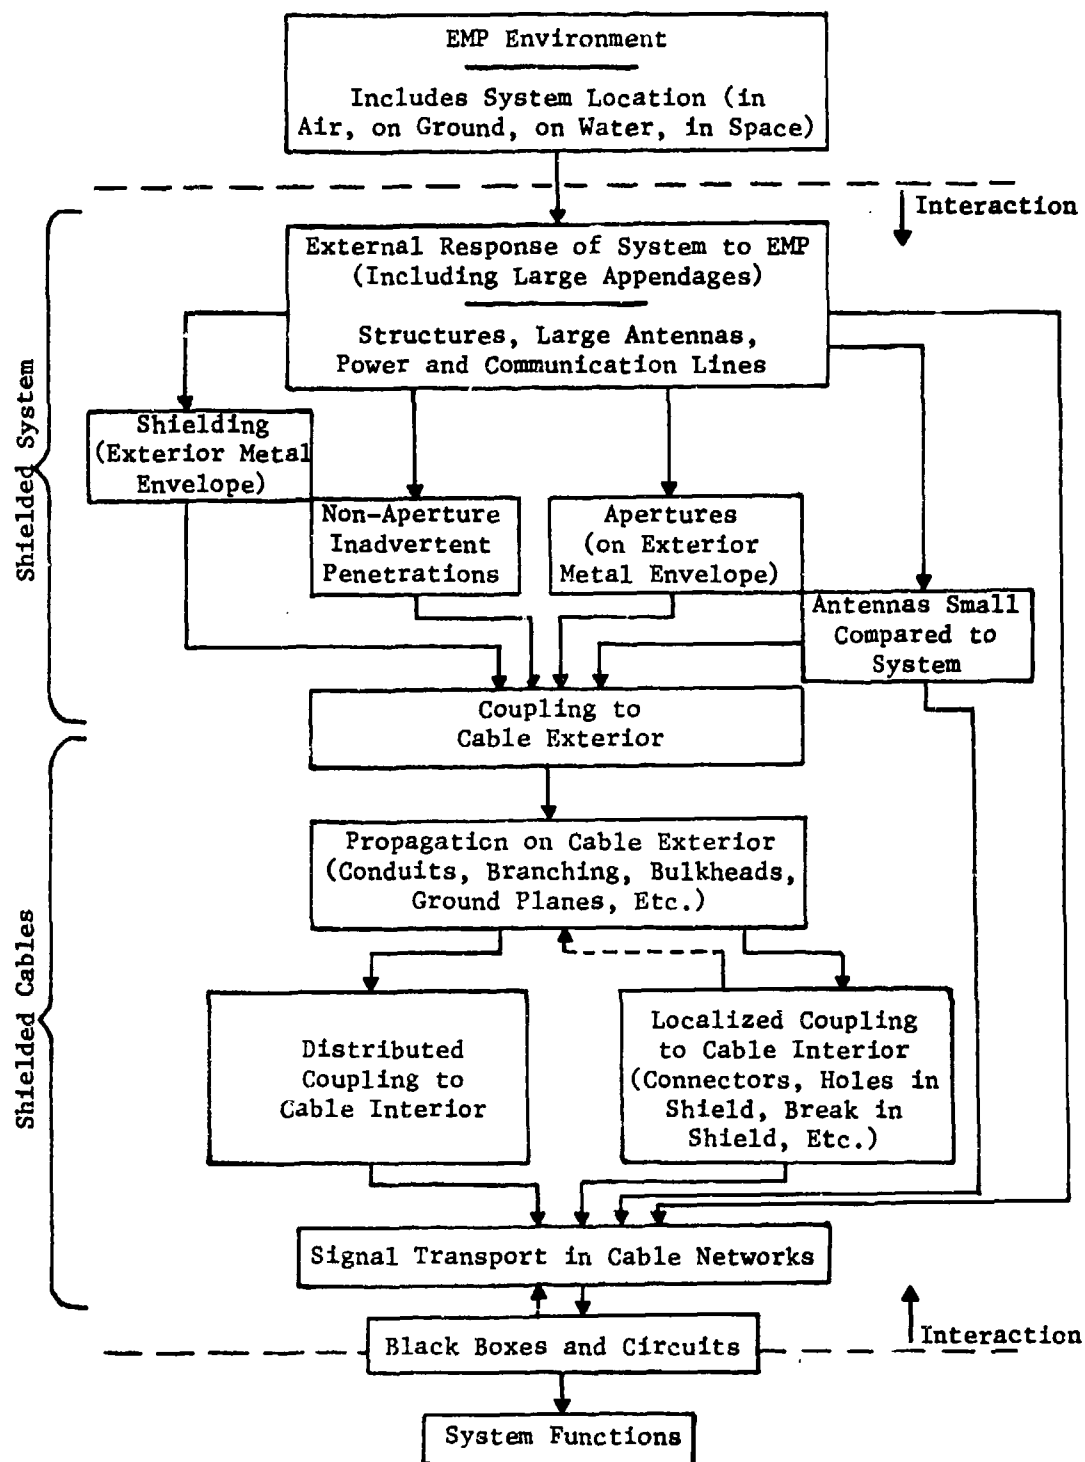 EMP Environment
Includes System Location (in
Air, on Ground, on Water, in Space)
Interaction
External Response of System to EMP
(Including Large Appendages)
Structures, Large Antennas,
Power and Communication Lines
Shielded System
Shielding
(Exterior Metal
Envelope)
Non-Aperture
Inadvertent
Penetrations
Apertures
(on Exterior
Metal Envelope)
Antennas Small
Compared to
System
Coupling to
Cable Exterior
Shielded Cables
Propagation on Cable Exterior
(Conduits, Branching, Bulkheads,
Ground Planes, Etc.)
Distributed
Coupling to
Cable Interior
Localized Coupling
to Cable Interior
(Connectors, Holes in
Shield, Break in
Shield, Etc.)
Signal Transport in Cable Networks
Black Boxes and Circuits
Interaction
System Functions